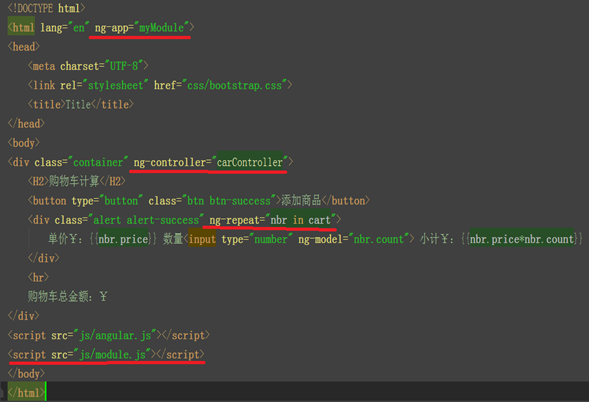 <!DOCTYPE html>
<html lang="en" ng-app="myModule">
<head>
<meta charset="UTF-8">
<link rel="stylesheet" href="css/bootstrap.css">
<title>Title</title>
</head>
<body>
<div class="container" ng-controller="carController">
<H2>购物车计算</H2>
<button type="button" class="btn btn-success">添加商品</button>
<div class="alert alert-success" ng-repeat="nbr in cart">
单价￥：{{nbr.price}} 数量<input type="number" ng-model="nbr.count"> 小计￥：{{nbr.price*nbr.count}}
</div>
<hr>
购物车总金额：￥
</div>
<script src="js/angular.js"></script>
<script src="js/module.js"></script>
</body>
</html>